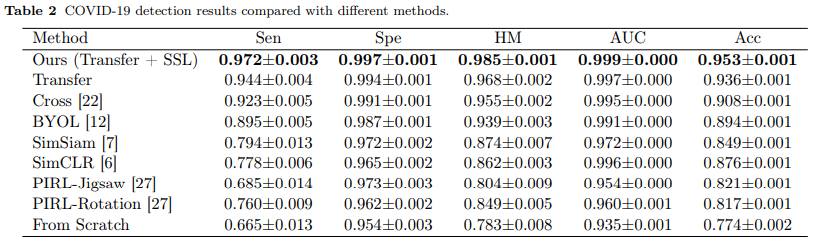 Table 2 COVID-19 detection results compared with different methods.
Method Sen Spe HM AUC Acc
Ours (Transfer + SSL) 0.972±0.003 0.997±0.001 0.985±0.001 0.999±0.000 0.953±0.001
Transfer 0.944±0.004 0.994±0.001 0.968±0.002 0.997±0.000 0.936±0.001
Cross [22] 0.923±0.005 0.991±0.001 0.955±0.002 0.995±0.000 0.908±0.001
BYOL [12] 0.895±0.005 0.987±0.001 0.939±0.003 0.991±0.000 0.894±0.001
SimSiam [7] 0.794±0.013 0.972±0.002 0.874±0.007 0.972±0.000 0.849±0.001
SimCLR [6] 0.778±0.006 0.965±0.002 0.862±0.003 0.996±0.000 0.876±0.001
PIRL-Jigsaw [27] 0.685±0.014 0.973±0.003 0.804±0.009 0.954±0.000 0.821±0.001
PIRL-Rotation [27] 0.760±0.009 0.962±0.002 0.849±0.005 0.960±0.001 0.817±0.001
From Scratch 0.665±0.013 0.954±0.003 0.783±0.008 0.935±0.001 0.774±0.002